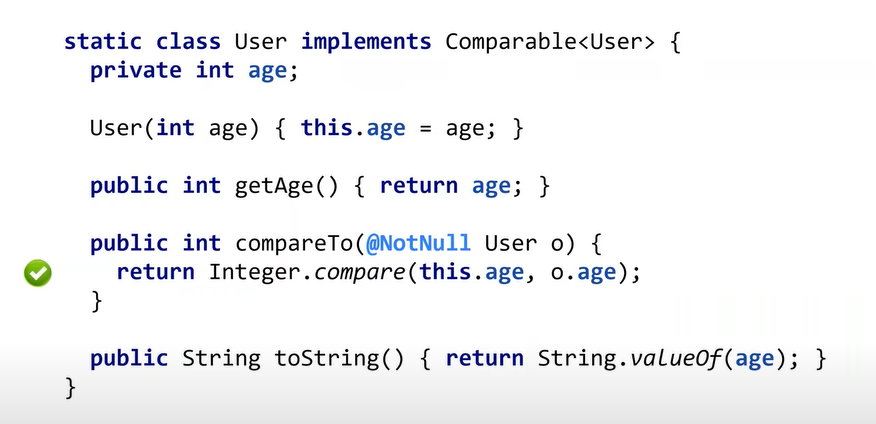 static class User implements Comparable<User> {
private int age;
User(int age) { this.age = age; }
public int getAge() { return age; }
public int compareTo(@NotNull User o) {
return Integer.compare(this.age, o.age);
}
public String toString() { return String.valueOf(age); }
}